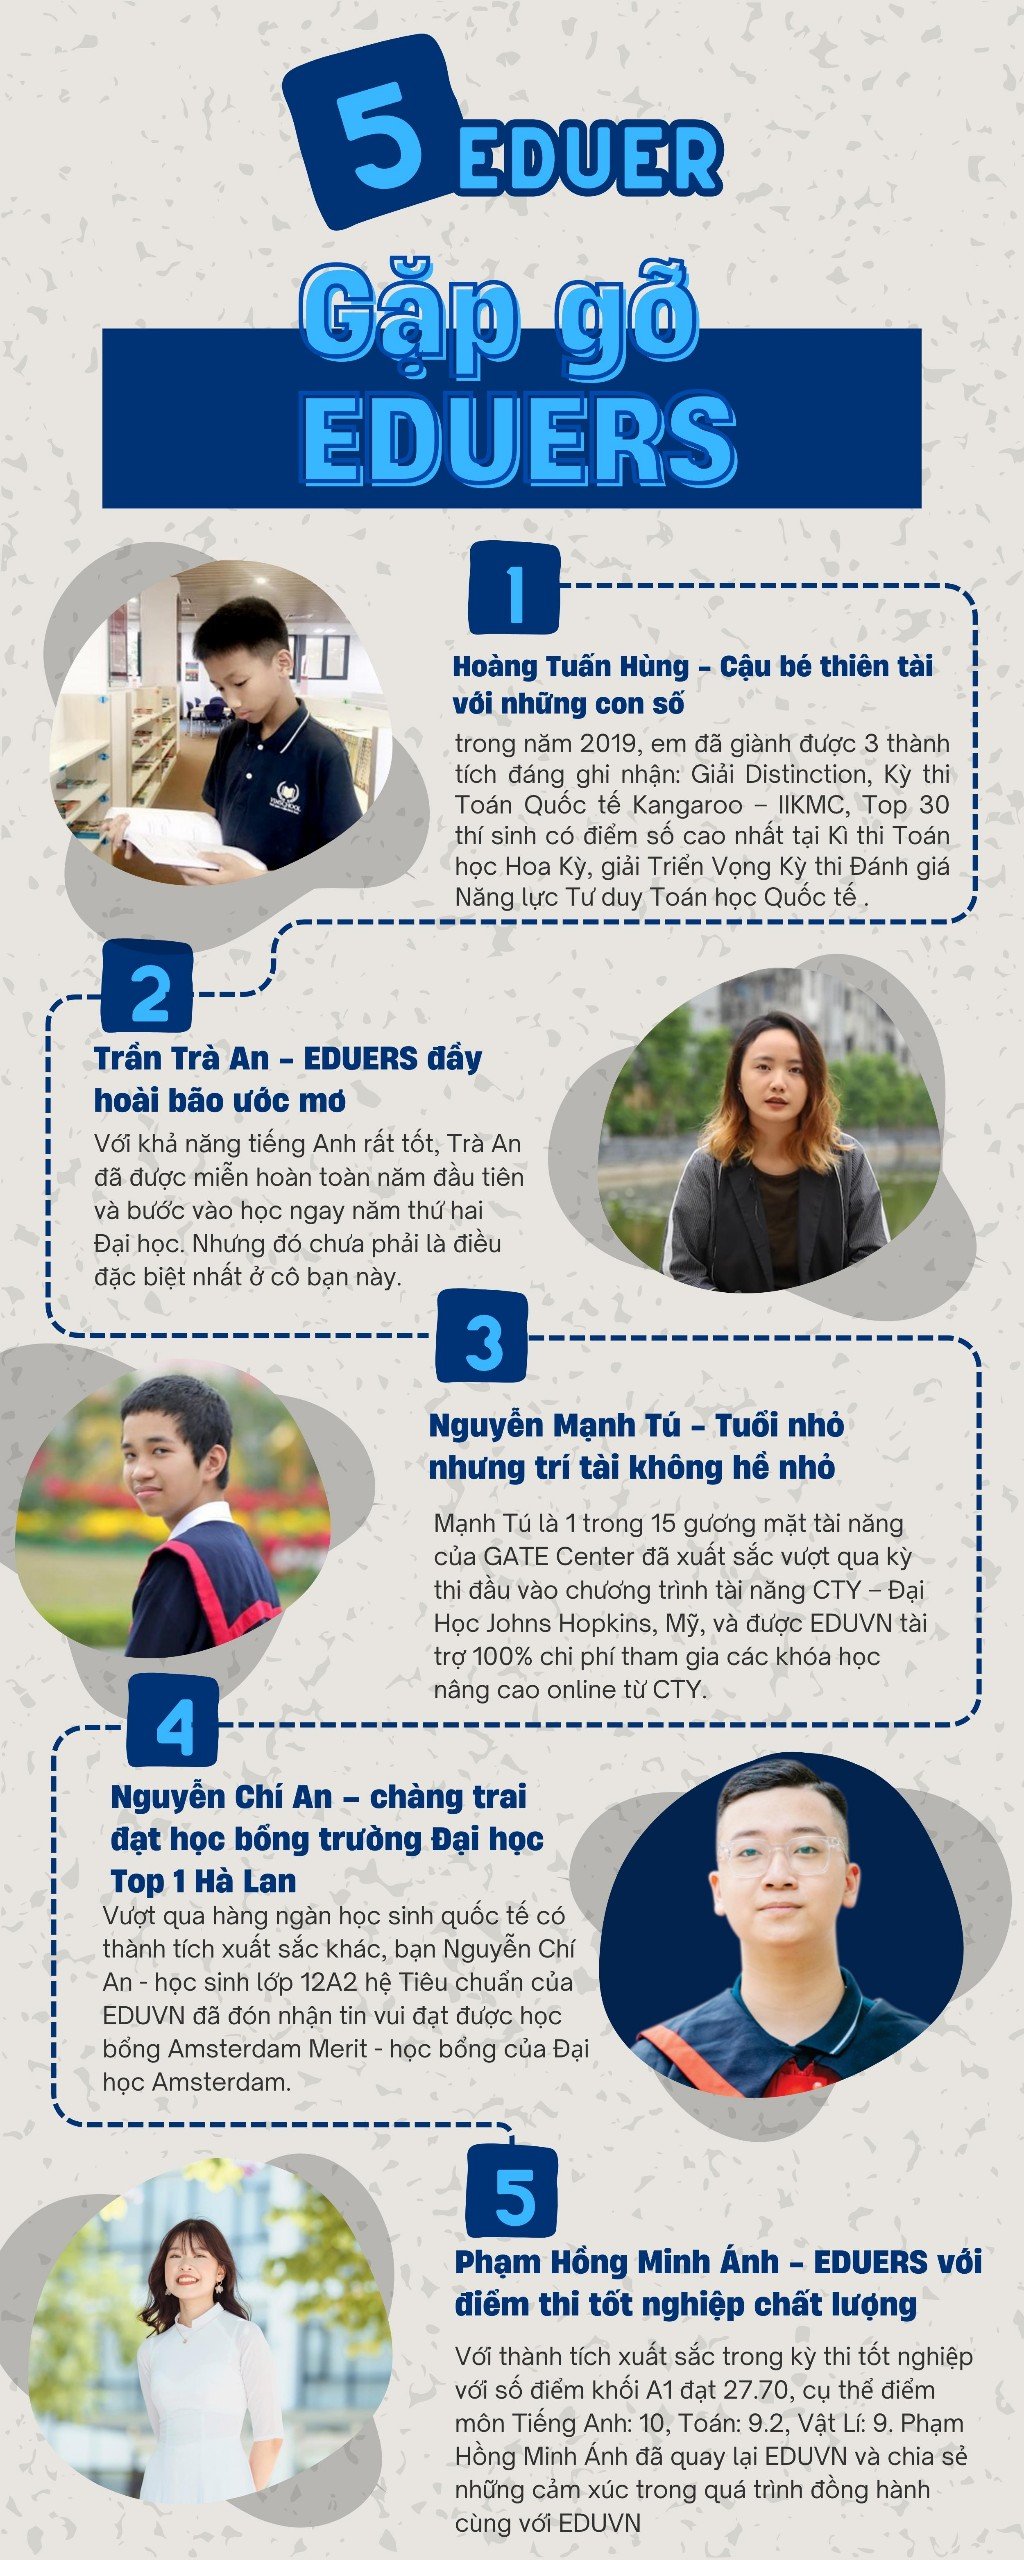 5 EDUER
Gặp gỡ
EDUERS
1
Hoàng Tuấn Hùng - Cậu bé thiên tài
với những con số
trong năm 2019, em đã giành được 3 thành
tích đáng ghi nhận: Giải Distinction, Kỳ thi
Toán Quốc tế Kangaroo – IIKMC, Top 30
thí sinh có điểm số cao nhất tại Kì thi Toán
học Hoa Kỳ, giải Triển Vọng Kỳ thi Đánh giá
Năng lực Tư duy Toán học Quốc tế .
2
Trần Trà An - EDUERS đầy
hoài bão ước mơ
Với khả năng tiếng Anh rất tốt, Trà An
đã được miễn hoàn toàn năm đầu tiên
và bước vào học ngay năm thứ hai
Đại học. Nhưng đó chưa phải là điều
đặc biệt nhất ở cô bạn này.
3
Nguyễn Mạnh Tú - Tuổi nhỏ
nhưng trí tài không hề nhỏ
Mạnh Tú là 1 trong 15 gương mặt tài năng
của GATE Center đã xuất sắc vượt qua kỳ
thi đầu vào chương trình tài năng CTY – Đại
Học Johns Hopkins, Mỹ, và được EDUVN tài
trợ 100% chi phí tham gia các khóa học
nâng cao online từ CTY.
4
Nguyễn Chí An – chàng trai
đạt học bổng trường Đại học
Top 1 Hà Lan
Vượt qua hàng ngàn học sinh quốc tế có
thành tích xuất sắc khác, bạn Nguyễn Chí
An - học sinh lớp 12A2 hệ Tiêu chuẩn của
EDUVN đã đón nhận tin vui đạt được học
bổng Amsterdam Merit - học bổng của Đại
học Amsterdam.
5
Phạm Hồng Minh Ánh - EDUERS với
điểm thi tốt nghiệp chất lượng
Với thành tích xuất sắc trong kỳ thi tốt nghiệp
với số điểm khối A1 đạt 27.70, cụ thể điểm
môn Tiếng Anh: 10, Toán: 9.2, Vật Lí: 9. Phạm
Hồng Minh Ánh đã quay lại EDUVN và chia sẻ
những cảm xúc trong quá trình đồng hành
cùng với EDUVN